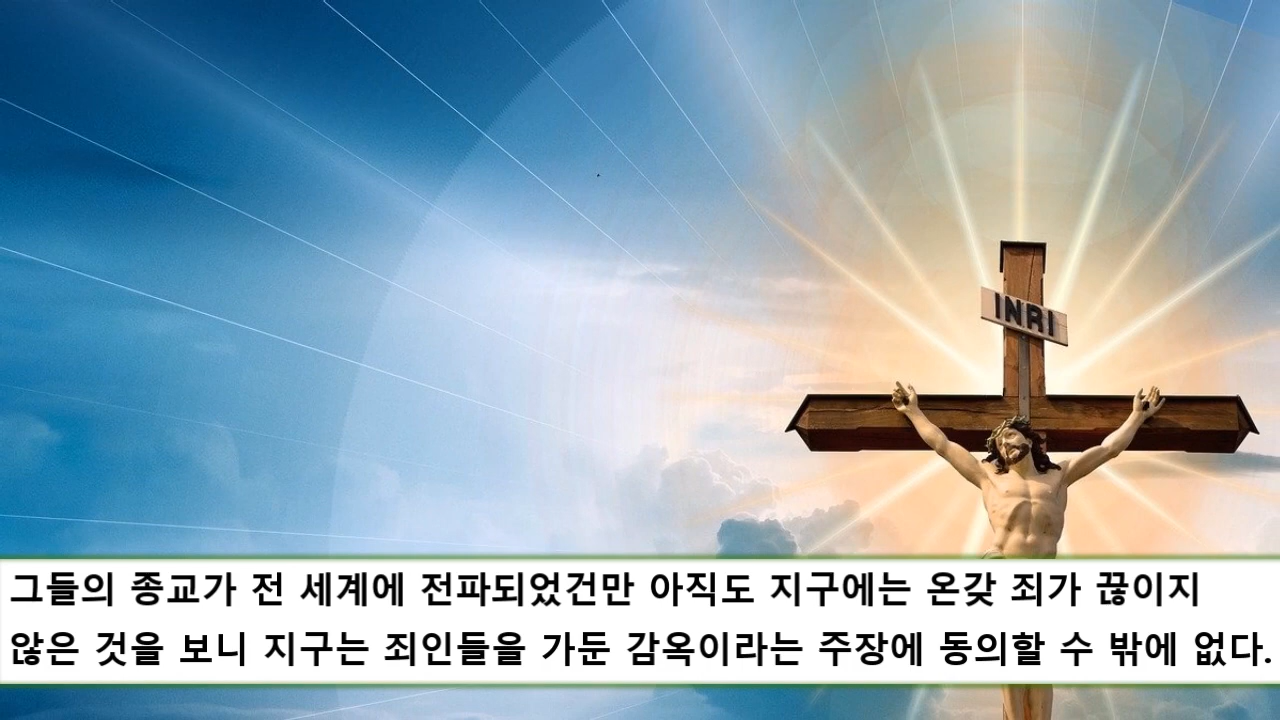 INRI
그들의 종교가 전 세계에 전파되었건만 아직도 지구에는 온갖 죄가 끊이지
않은 것을 보니 지구는 죄인들을 가둔 감옥이라는 주장에 동의할 수 밖에 없다.